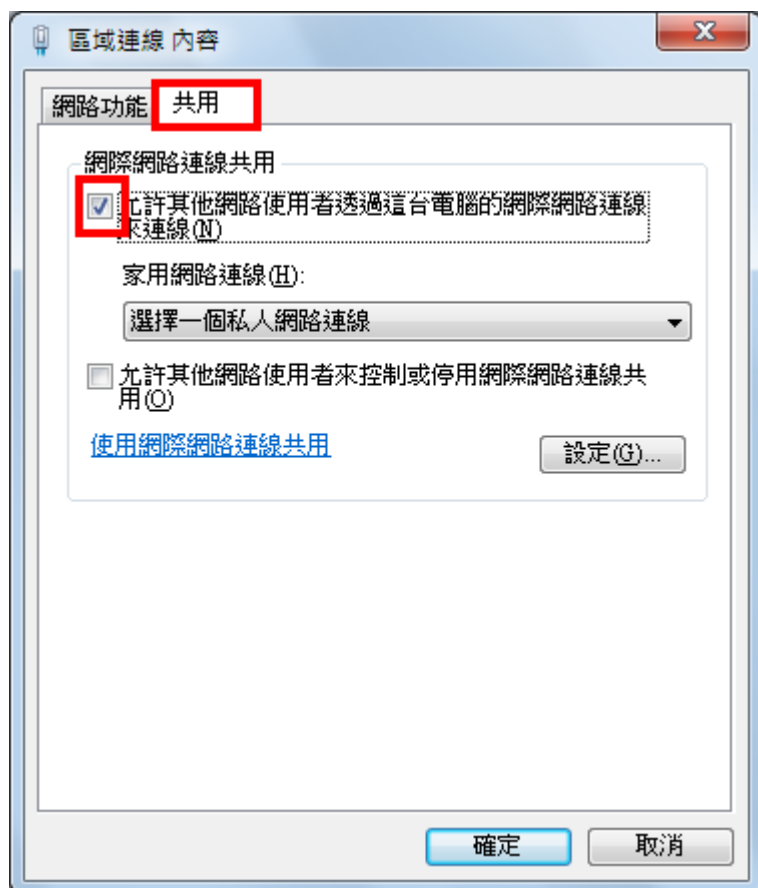 區域連線 內容
網路功能 共用
網際網路連線共用
允許其他網路使用者透過這台電腦的網際網路連線
來連線(N)
家用網路連線(H):
選擇一個私人網路連線
允許其他網路使用者來控制或停用網際網路連線共
用(O)
使用網際網路連線共用 設定(G)...
確定 取消